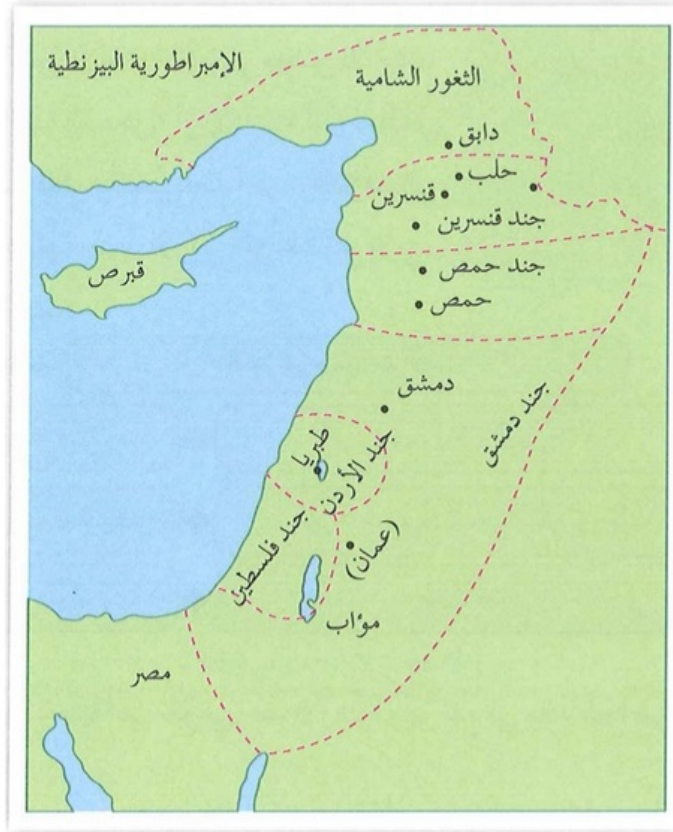 الإمبراطورية البيزنطية
الثغور الشامية
دابق
حلب
قنسرين
جند قنسرين
جند حمص
حمص
قبرص
دمشق
جند دمشق
طبريا
جند الأردن
جند فلسطين
(عمان)
مؤاب
مصر